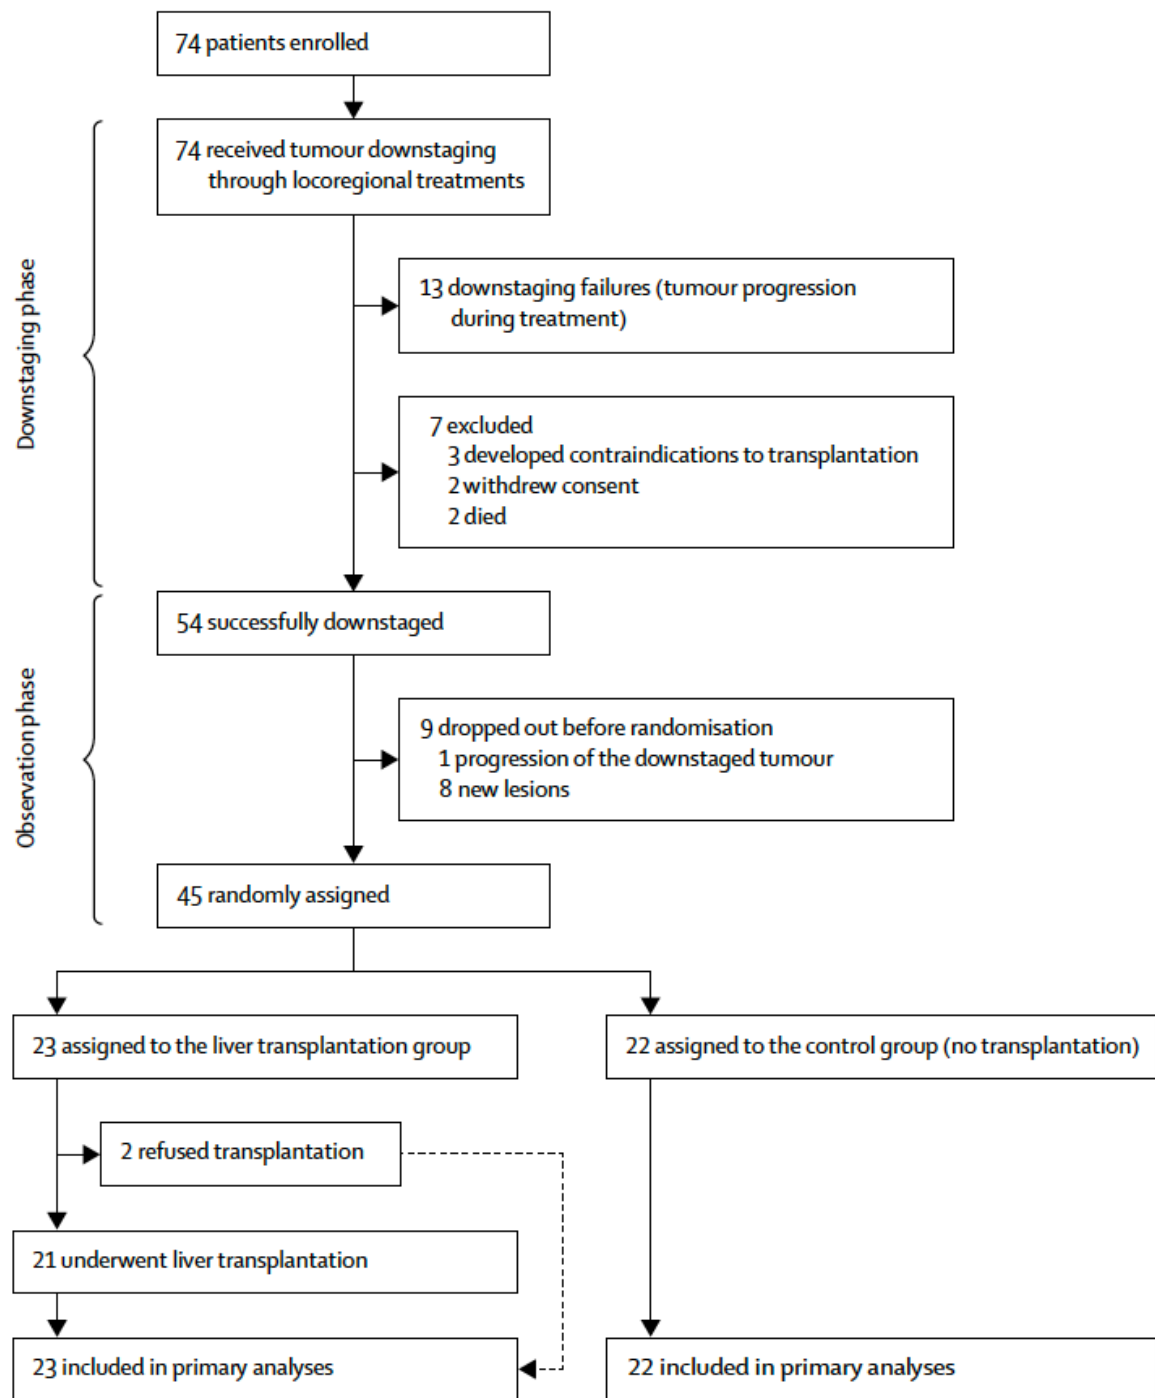 74 patients enrolled
74 received tumour downstaging
through locoregional treatments
Downstaging phase
13 downstaging failures (tumour progression
during treatment)
7 excluded
3 developed contraindications to transplantation
2 withdrew consent
2 died
54 successfully downstaged
Observation phase
9 dropped out before randomisation
1 progression of the downstaged tumour
8 new lesions
45 randomly assigned
23 assigned to the liver transplantation group
22 assigned to the control group (no transplantation)
2 refused transplantation
21 underwent liver transplantation
23 included in primary analyses
22 included in primary analyses